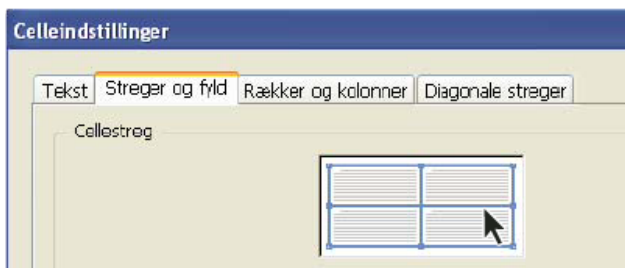 Celleindstillinger
Tekst Streger og fyld Rækker og kolonner Diagonale streger
Cellestreg